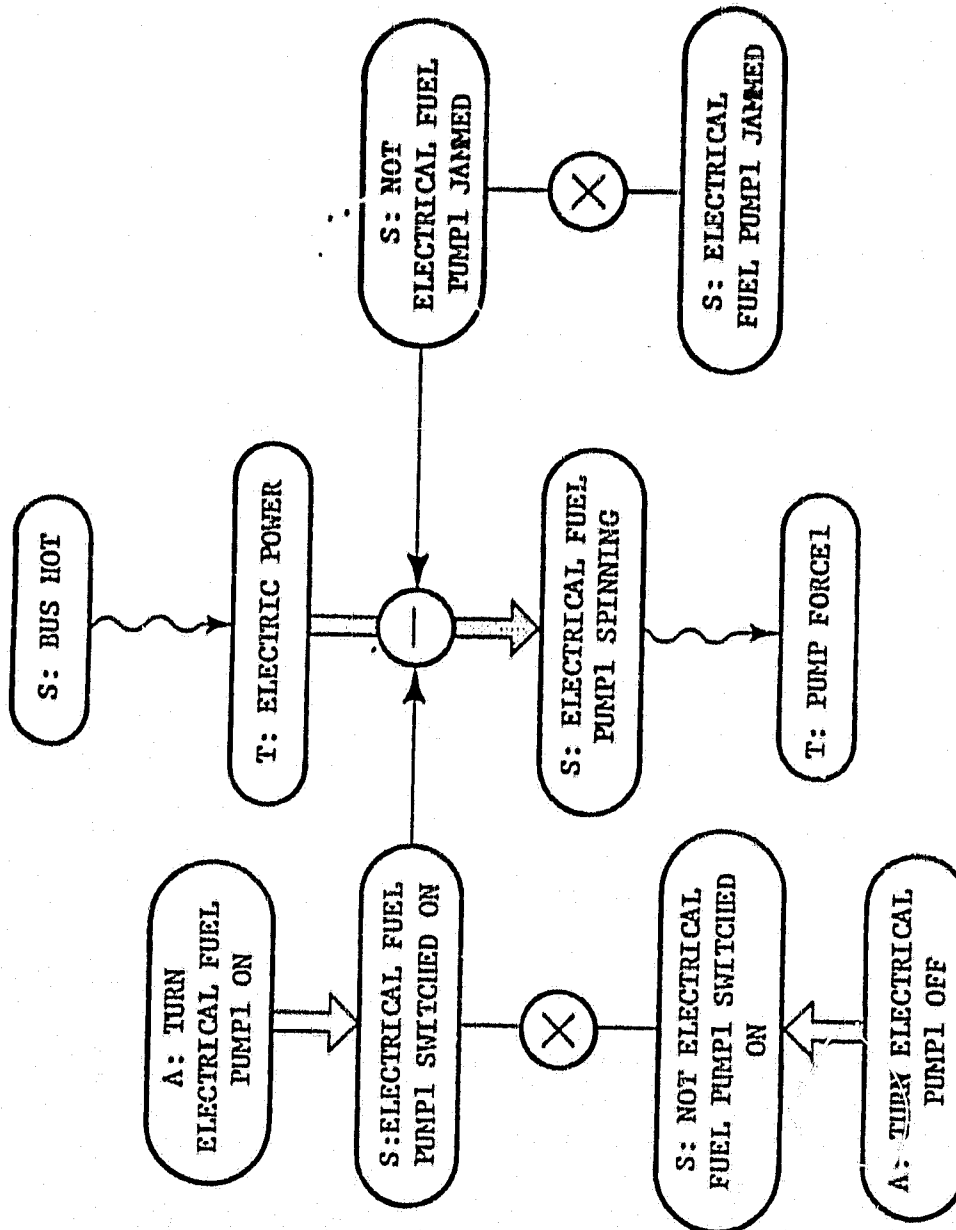 S: BUS HOT
A: TURN
ELECTRICAL FUEL
PUMP1 ON
T: ELECTRIC POWER
S:ELECTRICAL FUEL
PUMP1 SWITCHED ON
S: NOT
ELECTRICAL FUEL
PUMP1 JAMMED
S: ELECTRICAL FUEL
PUMP1 SPINNING
S: NOT ELECTRICAL
FUEL PUMP1 SWITCHED
ON
S: ELECTRICAL
FUEL PUMP1 JAMMED
T: PUMP FORCE1
A: TURN ELECTRICAL
PUMP1 OFF